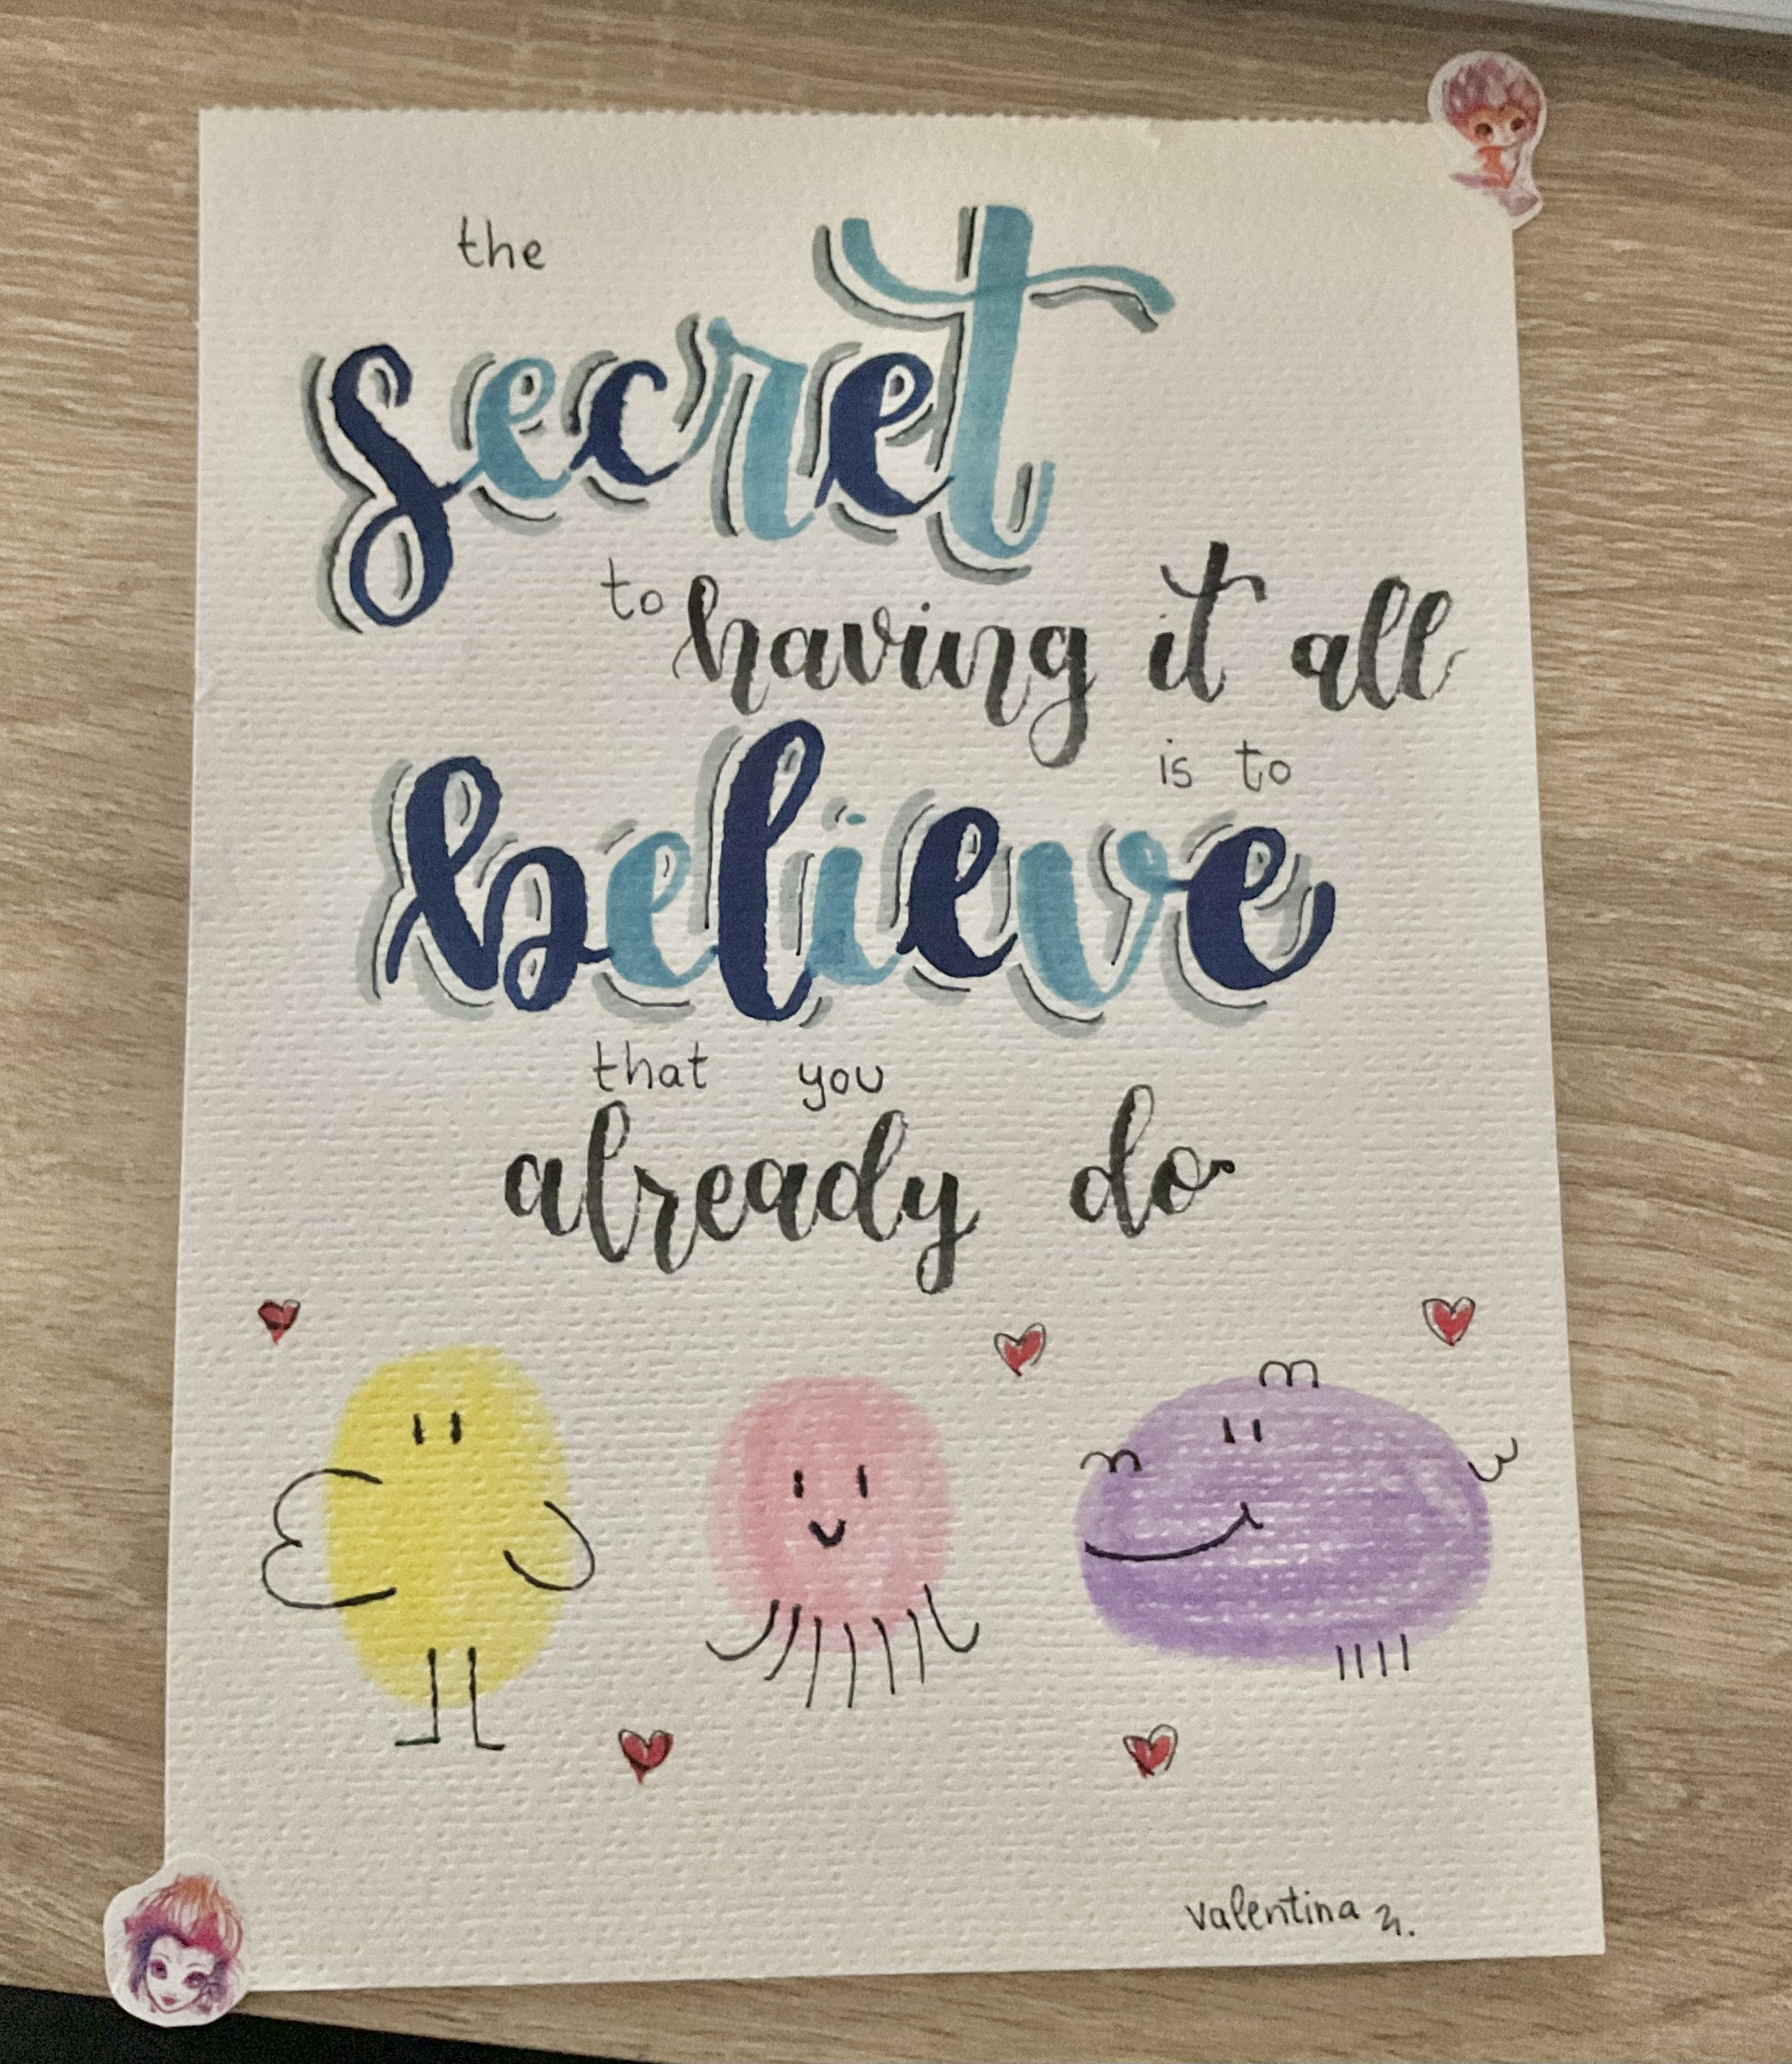 the
secret
to having it all
is to
believe
that you
already do
valentina